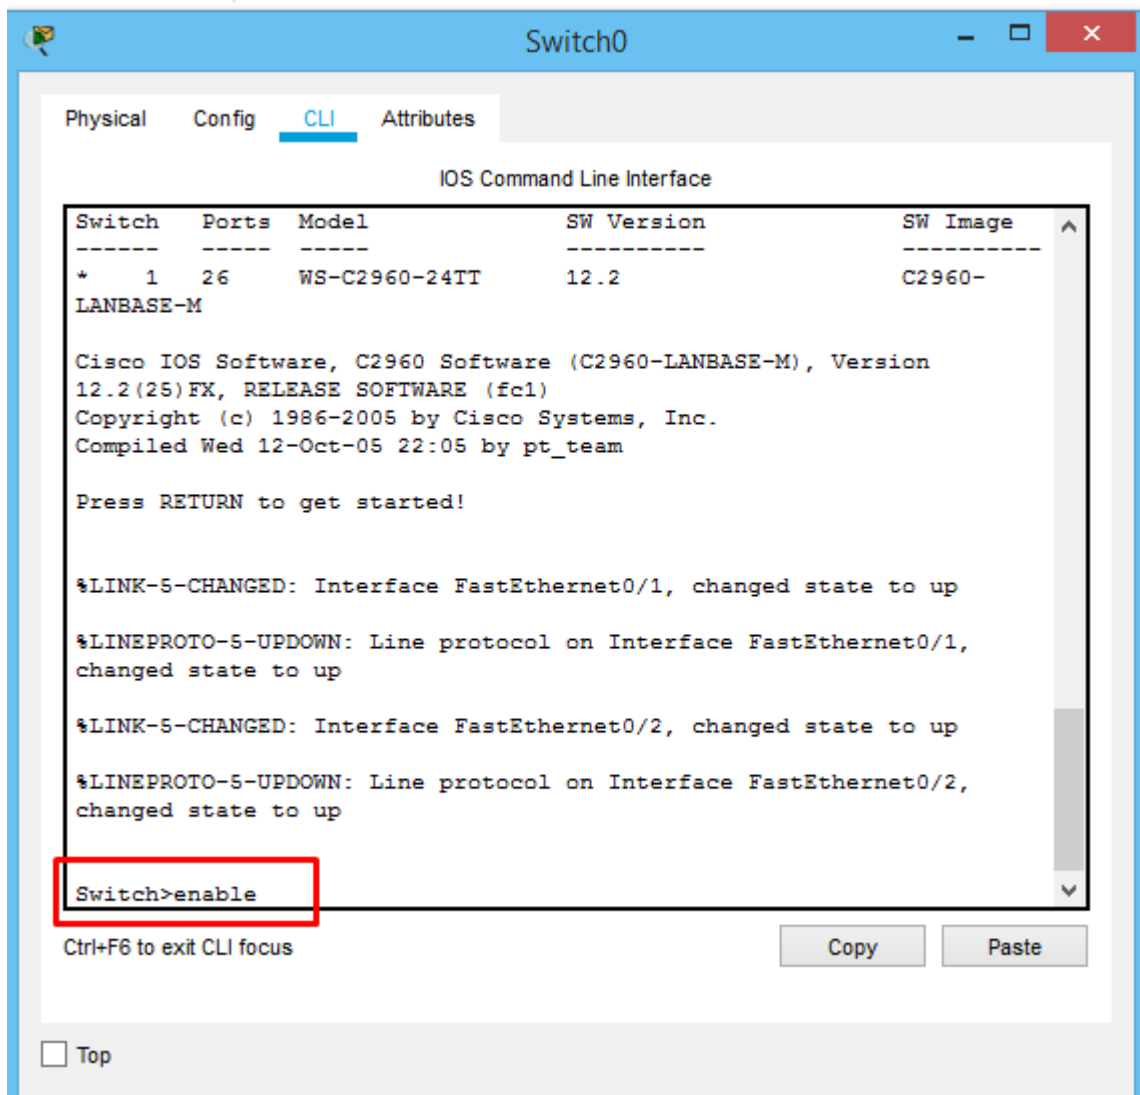 Switch0
Physical Config CLI Attributes
IOS Command Line Interface
Switch Ports Model SW Version SW Image
------ ----- ----- ---------- ----------
* 1 26 WS-C2960-24TT 12.2 C2960-
LANBASE-M
Cisco IOS Software, C2960 Software (C2960-LANBASE-M), Version
12.2(25)FX, RELEASE SOFTWARE (fc1)
Copyright (c) 1986-2005 by Cisco Systems, Inc.
Compiled Wed 12-Oct-05 22:05 by pt_team
Press RETURN to get started!
%LINK-5-CHANGED: Interface FastEthernet0/1, changed state to up
%LINEPROTO-5-UPDOWN: Line protocol on Interface FastEthernet0/1,
changed state to up
%LINK-5-CHANGED: Interface FastEthernet0/2, changed state to up
%LINEPROTO-5-UPDOWN: Line protocol on Interface FastEthernet0/2,
changed state to up
Switch>enable
Ctrl+F6 to exit CLI focus Copy Paste
Top